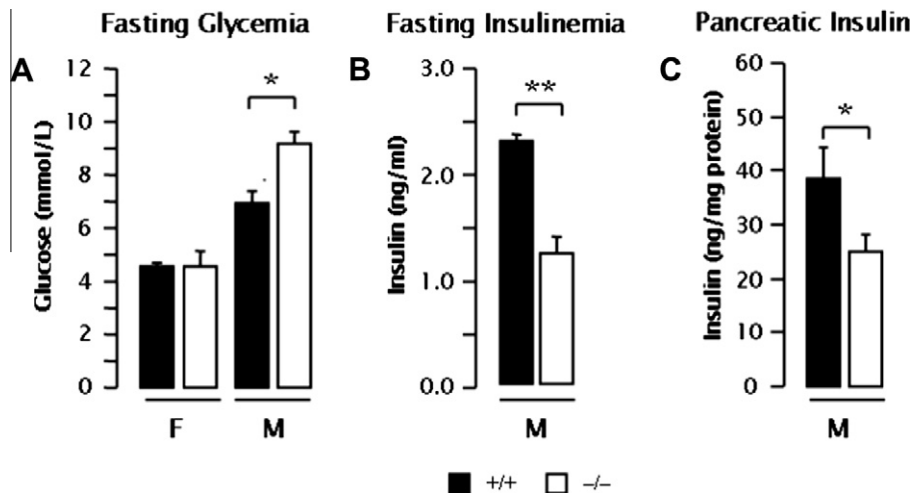 Fasting Glycemia
A
Glucose (mmol/L)
12
10
8
6
4
2
0
*
F
M
Fasting Insulinemia
B
Insulin (ng/ml)
3.0
2.0
1.0
0.0
**
M
Pancreatic Insulin
C
Insulin (ng/mg protein)
60
50
40
30
20
10
0
*
M
+/+
–/–